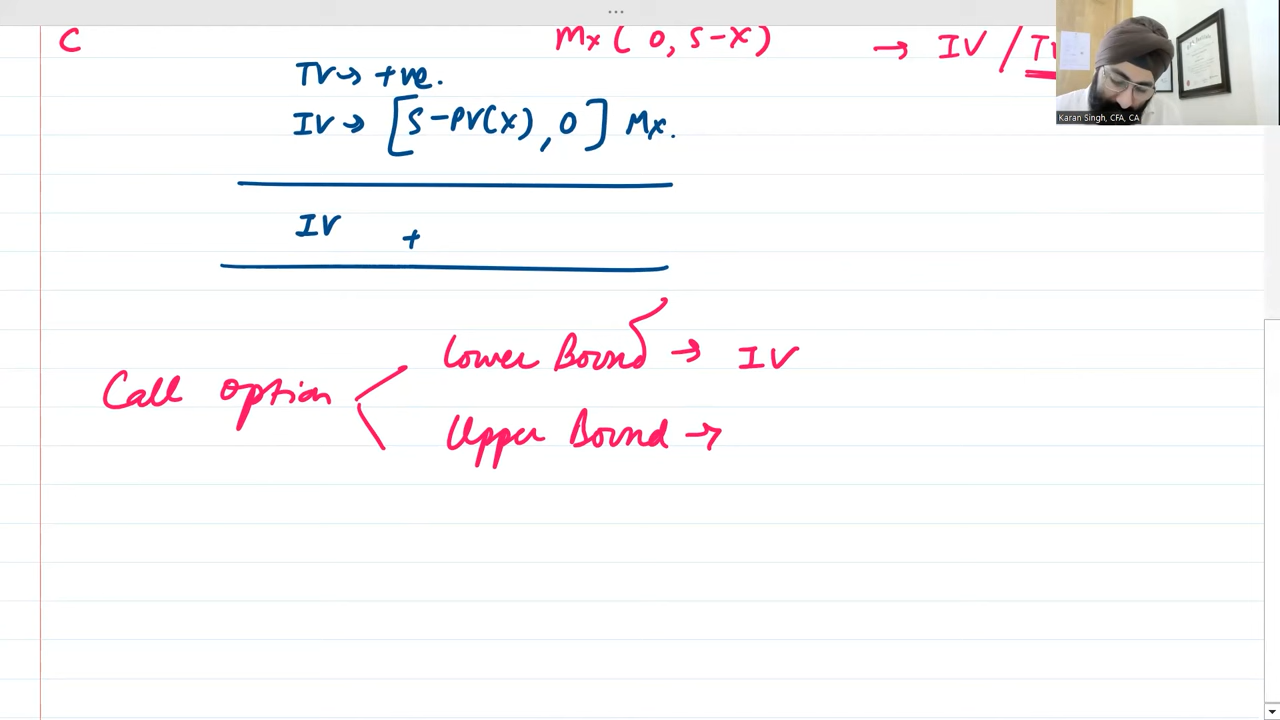 C Mx ( 0, S-X) → IV / TV
TV → +ve.
IV → [S-PV(X), 0] Mx.
IV +
Call option
Lower Bound → IV
Upper Bound →
Karan Singh, CFA, CA